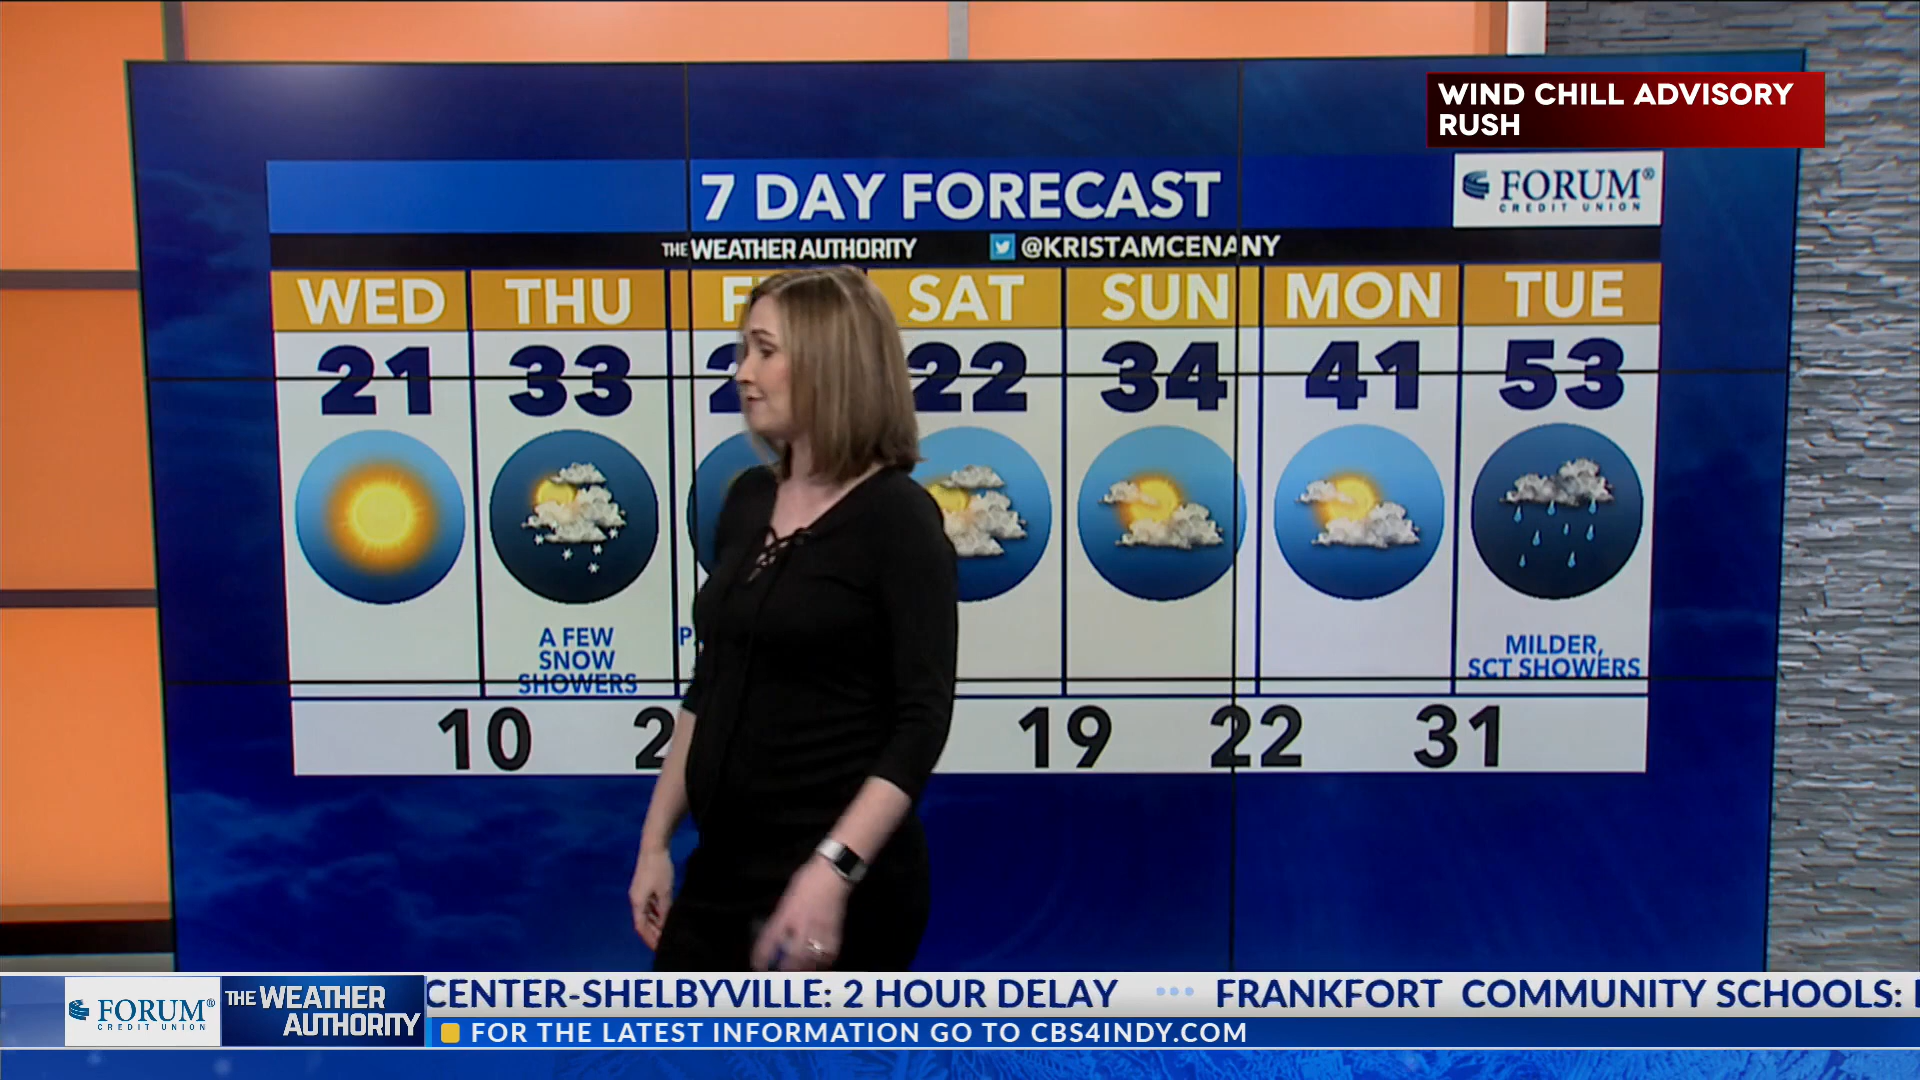 WIND CHILL ADVISORY
RUSH
7 DAY FORECAST
FORUM®
CREDIT UNION
THE WEATHER AUTHORITY @KRISTAMCENANY
WED THU SAT SUN MON TUE
21 33 22 34 41 53
A FEW
SNOW
SHOWERS
MILDER,
SCT SHOWERS
10 19 22 31
FORUM®
CREDIT UNION
THE WEATHER
AUTHORITY
CENTER-SHELBYVILLE: 2 HOUR DELAY ••• FRANKFORT COMMUNITY SCHOOLS:
FOR THE LATEST INFORMATION GO TO CBS4INDY.COM